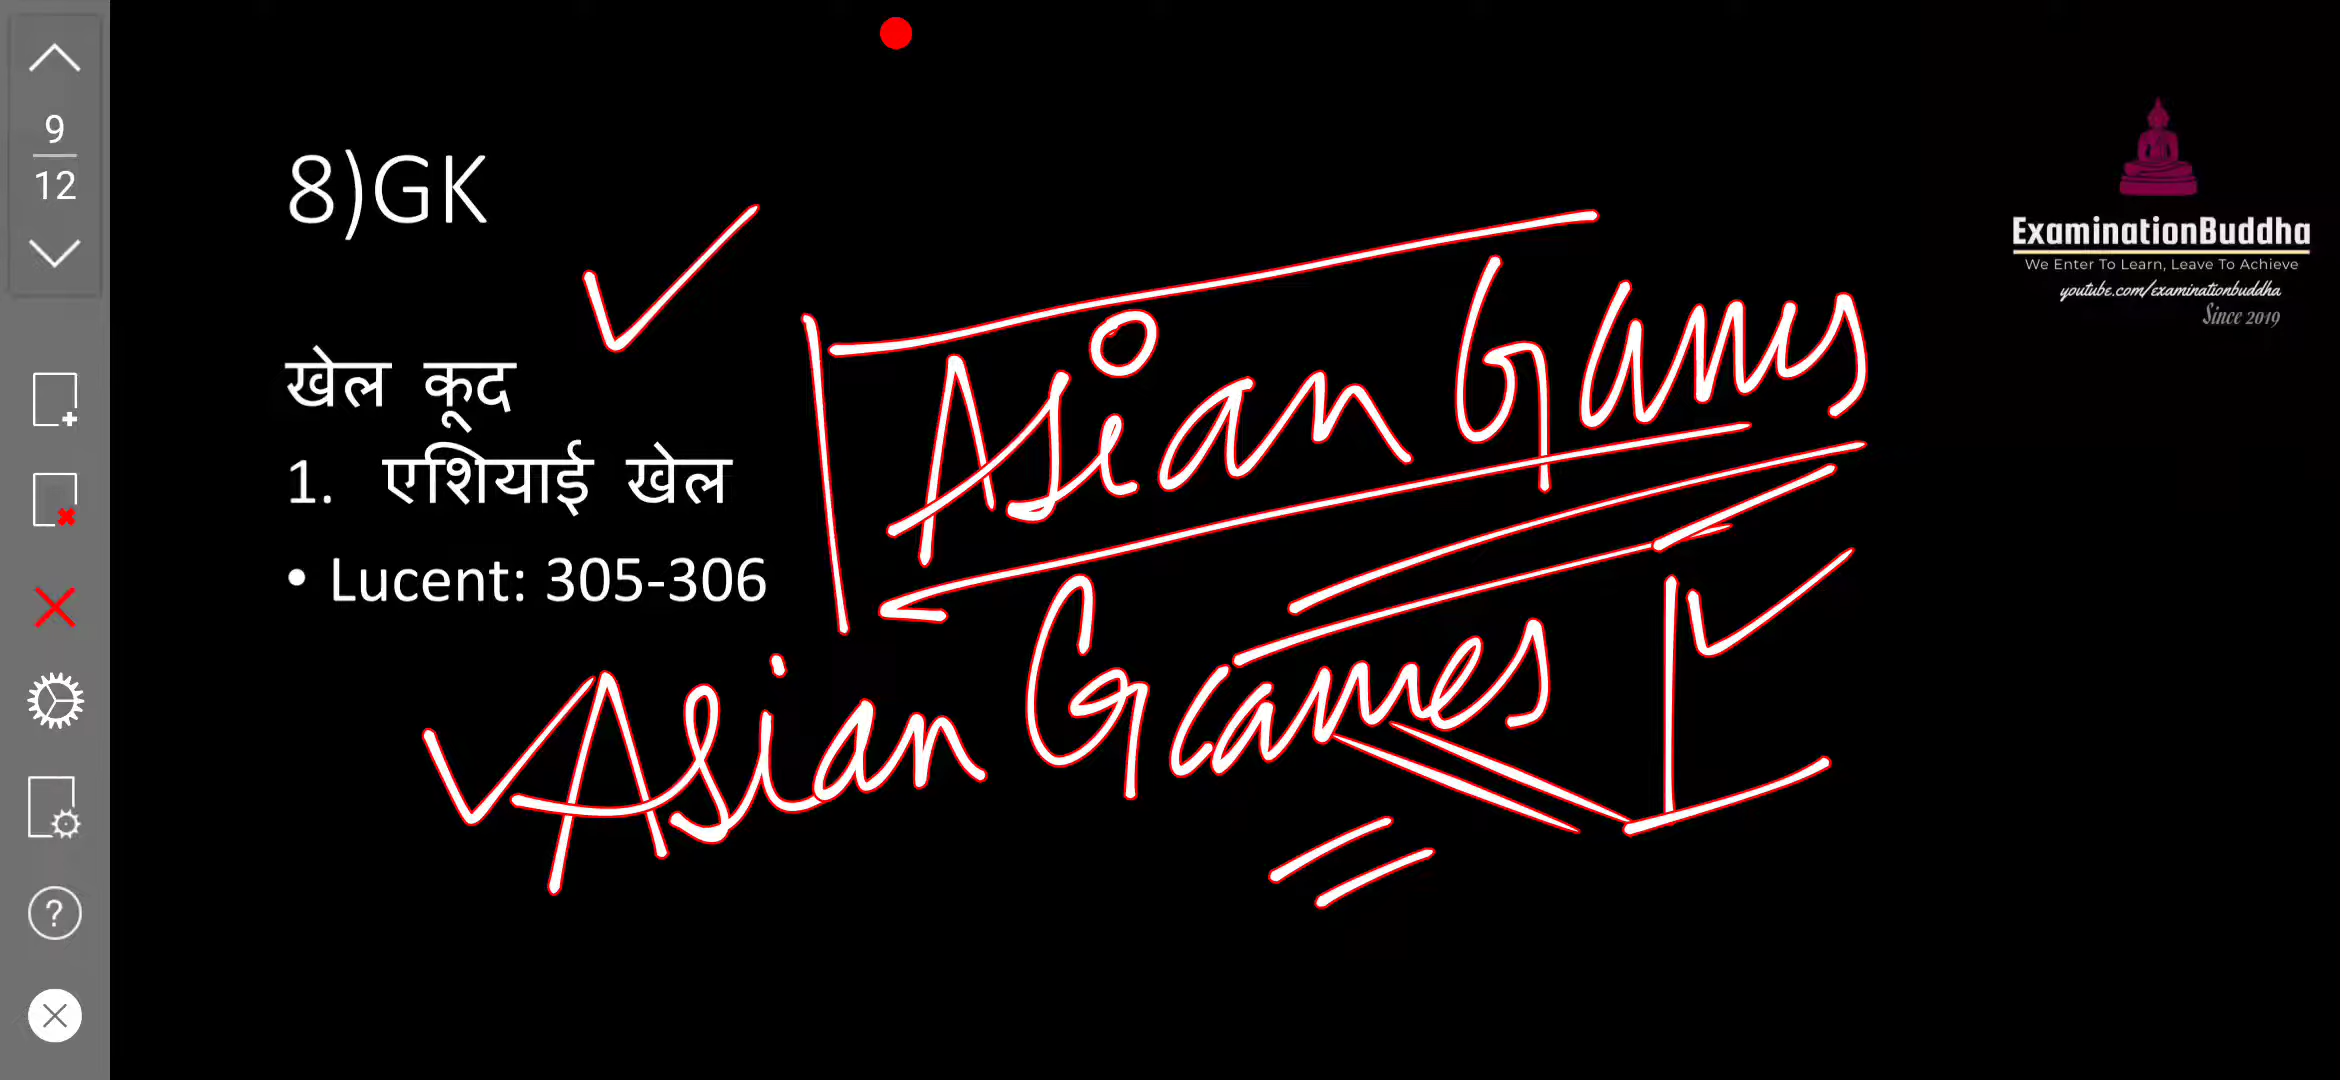 9
12
8)GK
खेल कूद
1. एशियाई खेल
• Lucent: 305-306
Asian Games
Asian Games
ExaminationBuddha
We Enter To Learn, Leave To Achieve
youtube.com/examinationbuddha
Since 2019
?